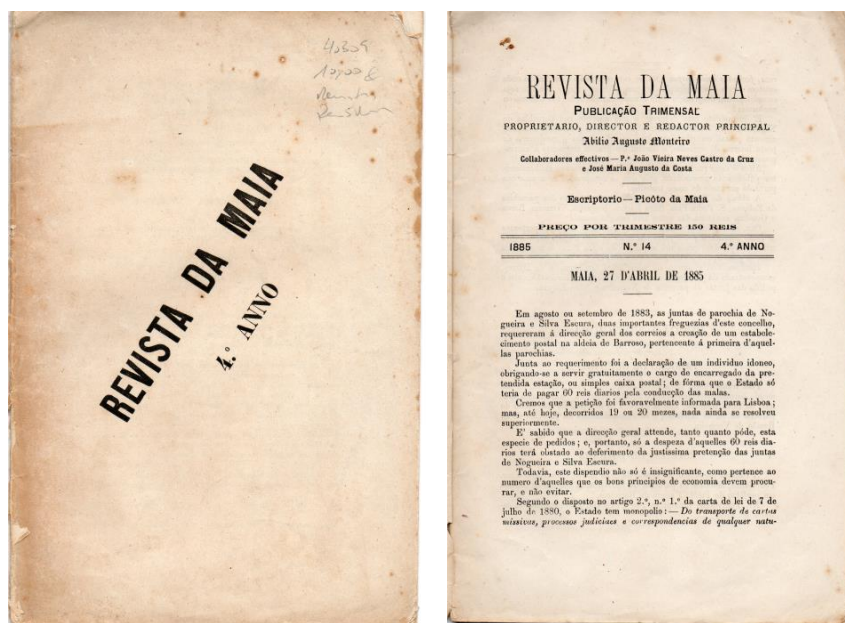 REVISTA DA MAIA
4.º ANNO
REVISTA DA MAIA
PUBLICAÇÃO TRIMENSAL
PROPRIETARIO, DIRECTOR E REDACTOR PRINCIPAL
Abilio Augusto Monteiro
Collaboradores effectivos — P.e João Vieira Neves Castro da Cruz
e José Maria Augusto da Costa
Escriptorio — Picôto da Maia
PREÇO POR TRIMESTRE 150 REIS
1885 N.º 14 4.º ANNO
MAIA, 27 D'ABRIL DE 1885
Em agosto ou setembro de 1883, as juntas de parochia de No-
gueira e Silva Escura, duas importantes freguezias d'este concelho,
requereram á direcção geral dos correios a creação de um estabele-
cimento postal na aldeia de Barroso, pertencente á primeira d'aquel-
las parochias.
Junta ao requerimento foi a declaração de um individuo idoneo,
obrigando-se a servir gratuitamente o cargo de encarregado da pre-
tendida estação, ou simples caixa postal; de fórma que o Estado só
teria de pagar 60 reis diarios pela conducção das malas.
Cremos que a petição foi favoravelmente informada para Lisboa;
mas, até hoje, decorridos 19 ou 20 mezes, nada ainda se resolveu
superiormente.
E' sabido que a direcção geral attende, tanto quanto póde, esta
especie de pedidos; e, portanto, só a despeza d'aquelles 60 reis dia-
rios terá obstado ao deferimento da justissima pretenção das juntas
de Nogueira e Silva Escura.
Todavia, este dispendio não só é insignificante, como pertence ao
numero d'aquelles que os bons principios de economia devem procu-
rar, e não evitar.
Segundo o disposto no artigo 2.º, n.º 1.º da carta de lei de 7 de
julho de 1880, o Estado tem monopolio: — Do transporte de cartas
missivas, processos judiciaes e correspondencias de qualquer natu-